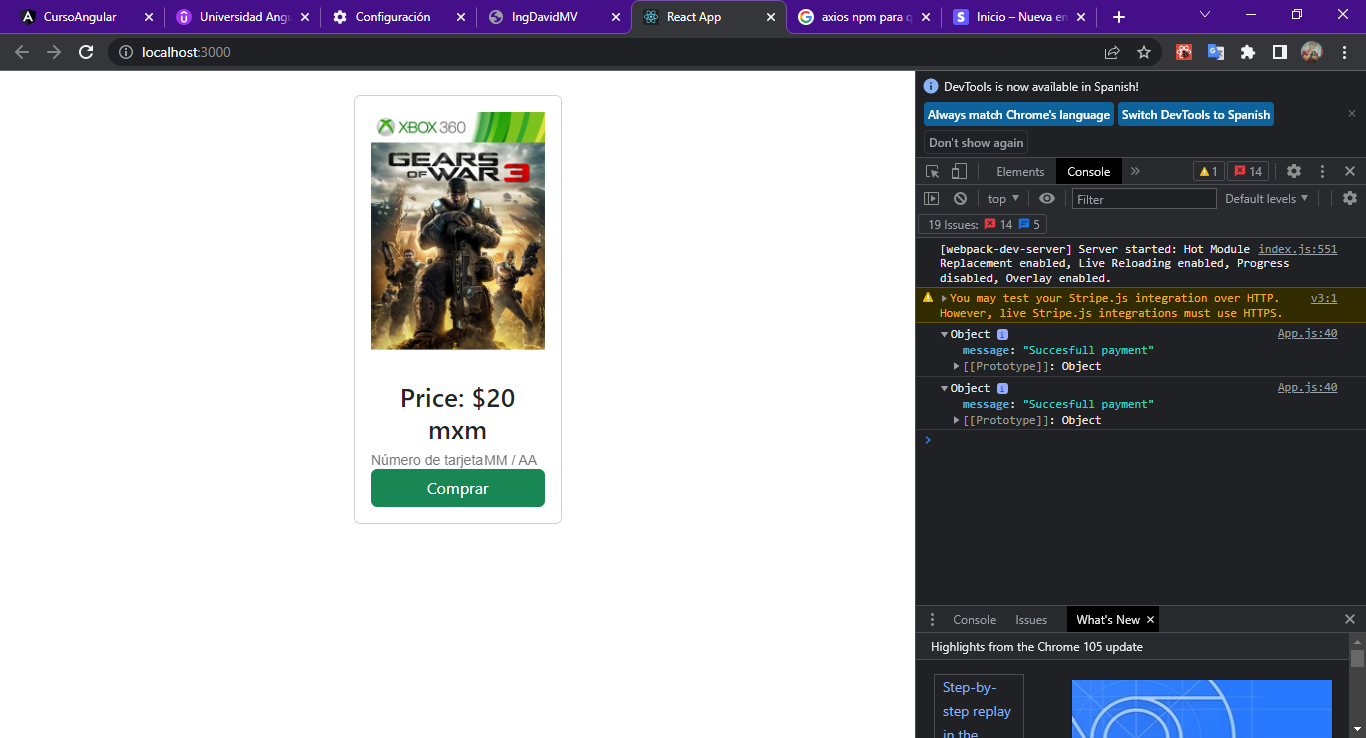 CursoAngular
Universidad Angu
Configuración
IngDavidMV
React App
axios npm para q
Inicio – Nueva en
localhost:3000
XBOX 360
GEARS
OF WAR 3
Price: $20
mxm
Número de tarjeta MM / AA
Comprar
DevTools is now available in Spanish!
Always match Chrome's language Switch DevTools to Spanish
Don't show again
Elements Console 1 14
top Filter Default levels
19 Issues: 14 5
[webpack-dev-server] Server started: Hot Module index.js:551
Replacement enabled, Live Reloading enabled, Progress
disabled, Overlay enabled.
You may test your Stripe.js integration over HTTP. v3:1
However, live Stripe.js integrations must use HTTPS.
Object App.js:40
message: "Succesfull payment"
[[Prototype]]: Object
Object App.js:40
message: "Succesfull payment"
[[Prototype]]: Object
Console Issues What's New
Highlights from the Chrome 105 update
Step-by-
step replay
in the